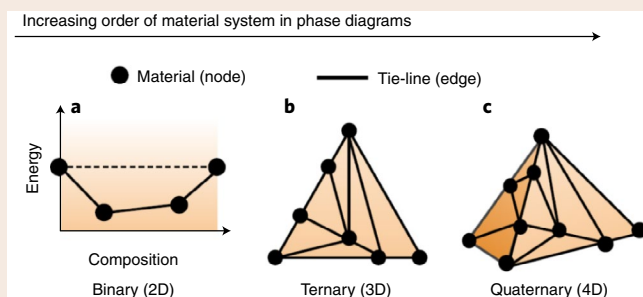 Increasing order of material system in phase diagrams
Material (node)
Tie-line (edge)
a
b
c
Energy
Composition
Binary (2D)
Ternary (3D)
Quaternary (4D)